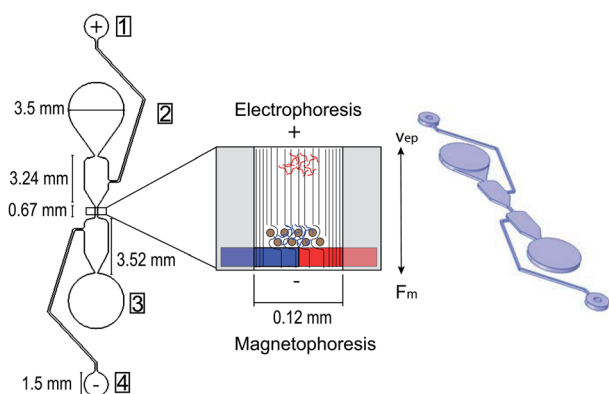 +
1
2
3.5 mm
3.24 mm
0.67 mm
3.52 mm
3
1.5 mm
-
4
Electrophoresis
+
-
0.12 mm
Magnetophoresis
Vep
Fm